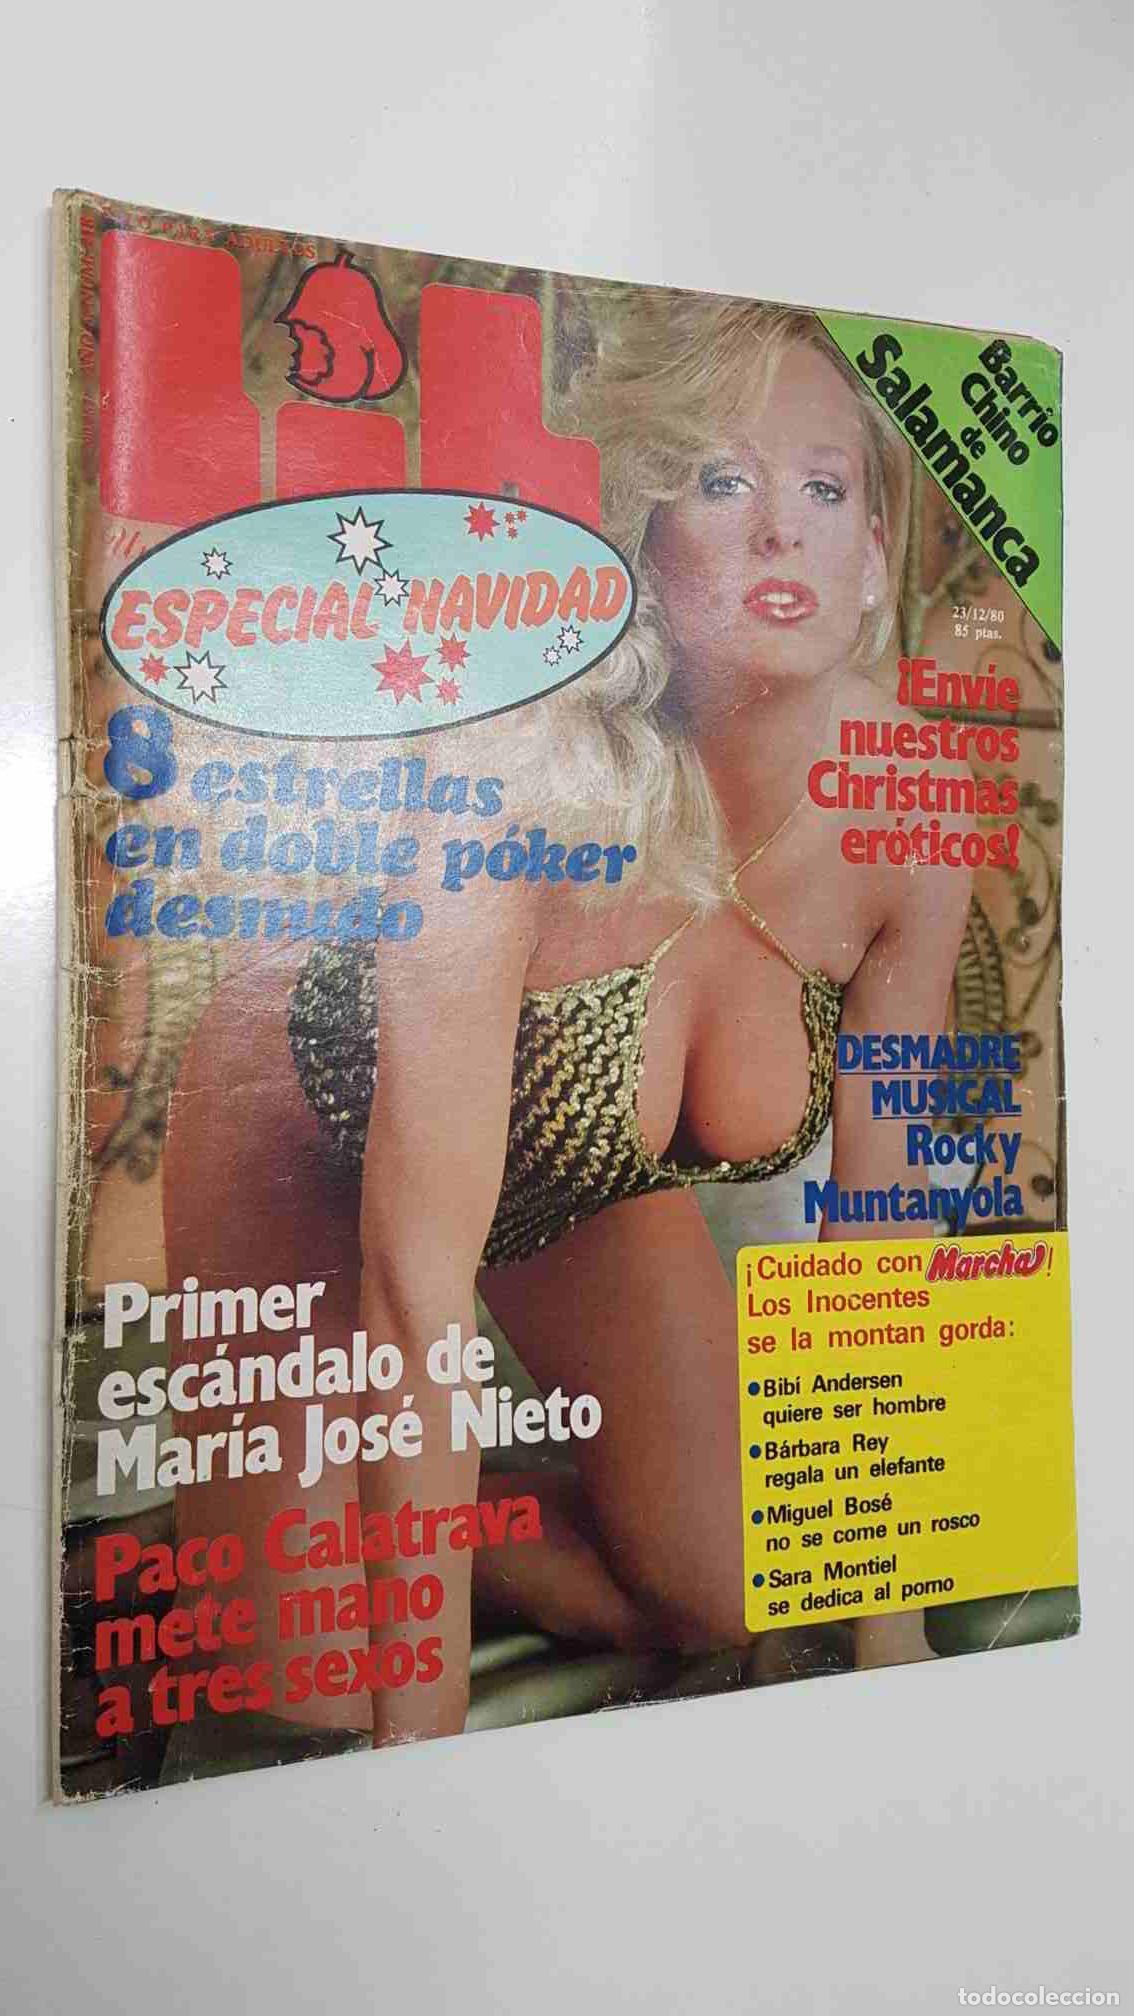 PARA ADULTOS
Lib
ESPECIAL NAVIDAD
Barrio
Chino
de
Salamanca
23/12/80
85 ptas.
8 estrellas
en doble póker
desnudo
¡Envíe
nuestros
Christmas
eróticos!
DESMADRE
MUSICAL
Rocky
Muntanyola
Primer
escándalo de
María José Nieto
Paco Calatrava
mete mano
a tres sexos
¡Cuidado con Marcha!
Los Inocentes
se la montan gorda:
•Bibí Andersen
quiere ser hombre
•Bárbara Rey
regala un elefante
•Miguel Bosé
no se come un rosco
•Sara Montiel
se dedica al porno
todocoleccion